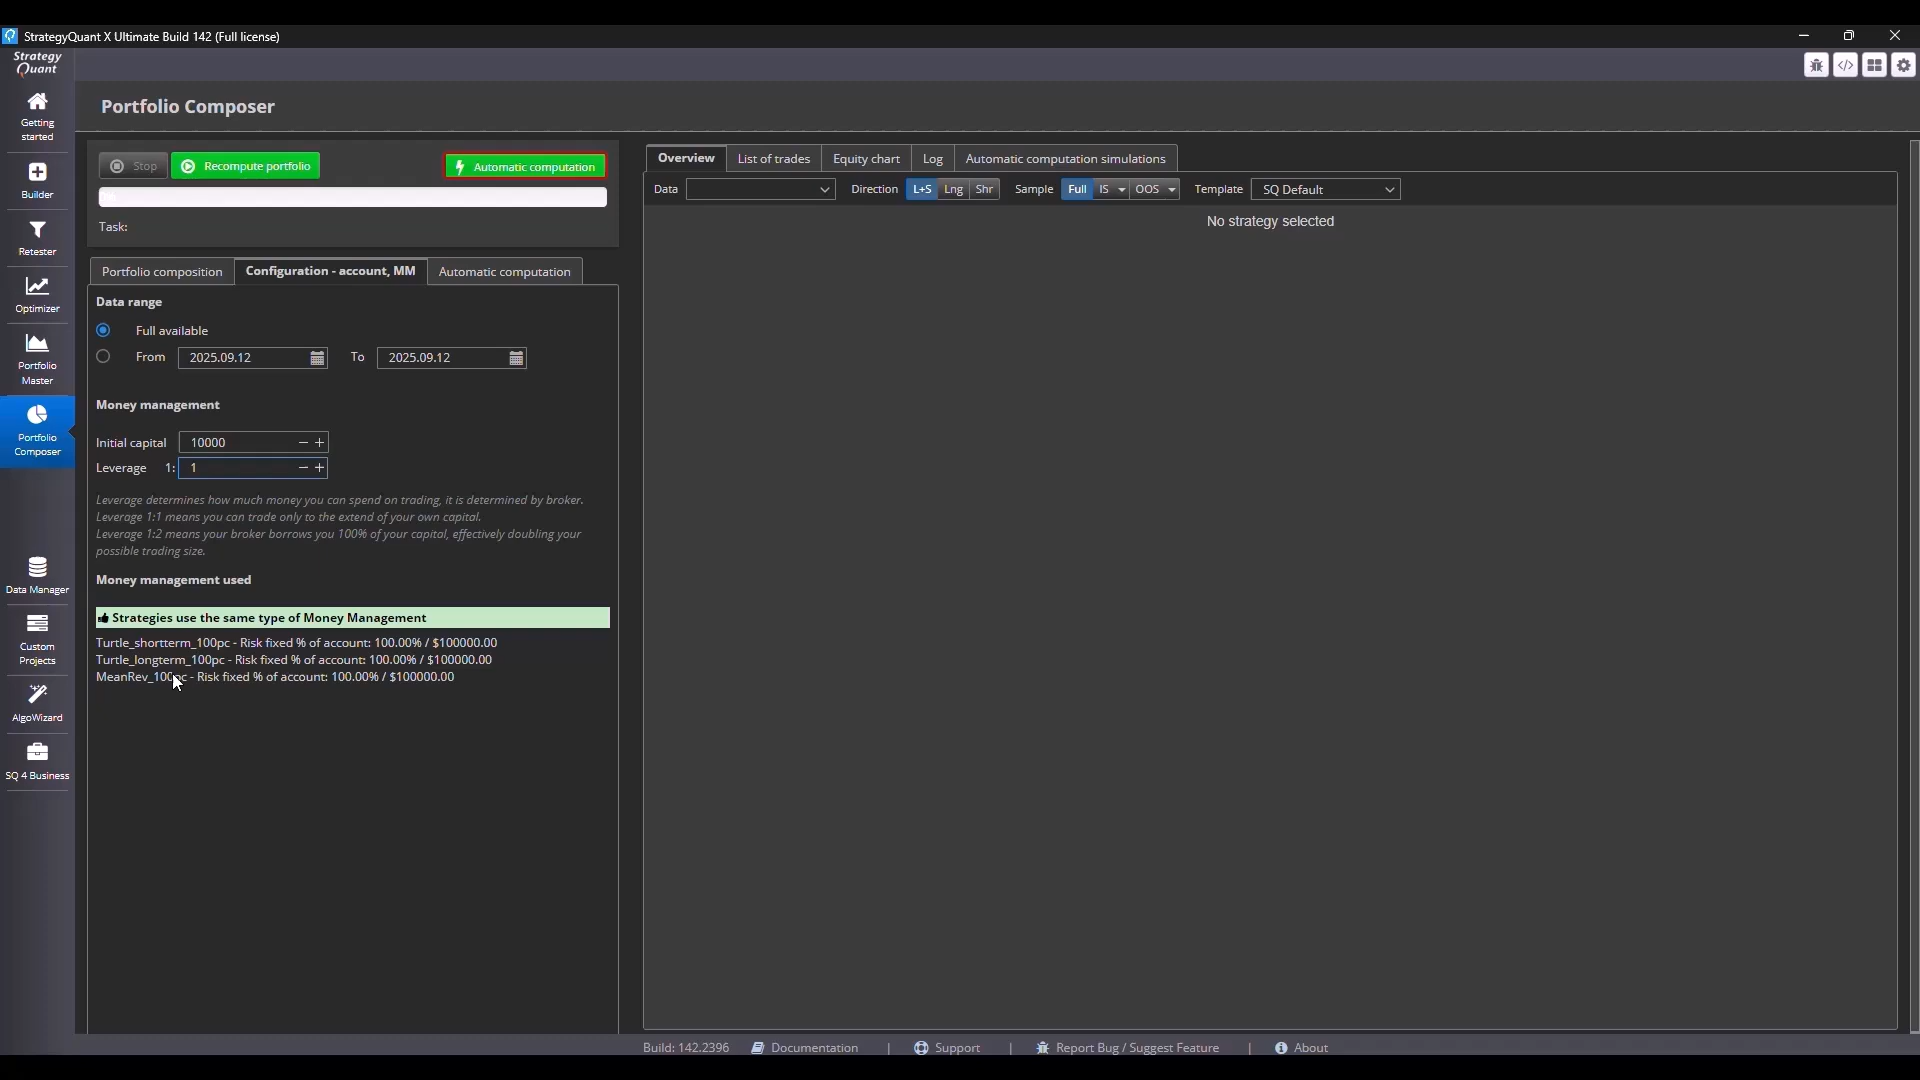 StrategyQuant X Ultimate Build 142 (Full license)
Strategy
Quant
Getting
started
Builder
Retester
Optimizer
Portfolio
Master
Portfolio
Composer
Data Manager
Custom
Projects
AlgoWizard
SQ 4 Business
Portfolio Composer
Stop
Recompute portfolio
Automatic computation
Task:
Portfolio composition
Configuration - account, MM
Automatic computation
Data range
Full available
From 2025.09.12 To 2025.09.12
Money management
Initial capital 10000 − +
Leverage 1: 1 − +
Leverage determines how much money you can spend on trading, it is determined by broker.
Leverage 1:1 means you can trade only to the extend of your own capital.
Leverage 1:2 means your broker borrows you 100% of your capital, effectively doubling your
possible trading size.
Money management used
Strategies use the same type of Money Management
Turtle_shortterm_100pc - Risk fixed % of account: 100.00% / $100000.00
Turtle_longterm_100pc - Risk fixed % of account: 100.00% / $100000.00
MeanRev_100pc - Risk fixed % of account: 100.00% / $100000.00
Overview
List of trades
Equity chart
Log
Automatic computation simulations
Data Direction L+S Lng Shr Sample Full IS OOS Template SQ Default
No strategy selected
Build: 142.2396 Documentation | Support | Report Bug / Suggest Feature | About